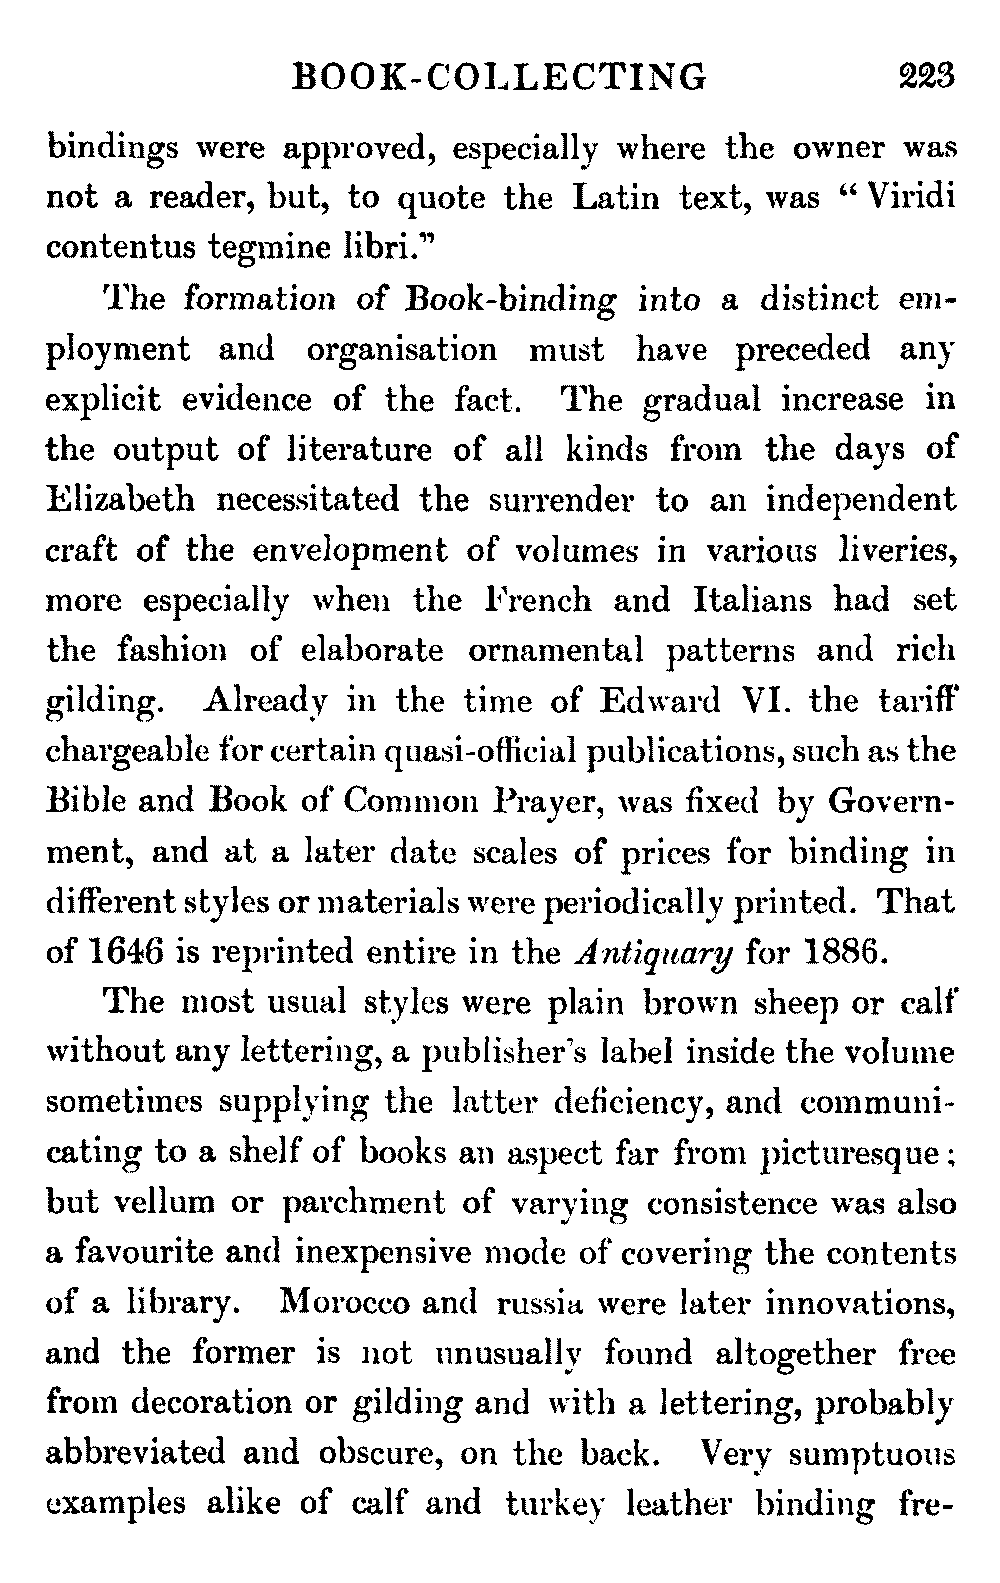 BOOK-COLLECTING 223
bindings were approved, especially where the owner was
not a reader, but, to quote the Latin text, was “ Viridi
contentus tegmine libri.”
The formation of Book-binding into a distinct em-
ployment and organisation must have preceded any
explicit evidence of the fact. The gradual increase in
the output of literature of all kinds from the days of
Elizabeth necessitated the surrender to an independent
craft of the envelopment of volumes in various liveries,
more especially when the French and Italians had set
the fashion of elaborate ornamental patterns and rich
gilding. Already in the time of Edward VI. the tariff
chargeable for certain quasi-official publications, such as the
Bible and Book of Common Prayer, was fixed by Govern-
ment, and at a later date scales of prices for binding in
different styles or materials were periodically printed. That
of 1646 is reprinted entire in the Antiquary for 1886.
The most usual styles were plain brown sheep or calf
without any lettering, a publisher's label inside the volume
sometimes supplying the latter deficiency, and communi-
cating to a shelf of books an aspect far from picturesque ;
but vellum or parchment of varying consistence was also
a favourite and inexpensive mode of covering the contents
of a library. Morocco and russia were later innovations,
and the former is not unusually found altogether free
from decoration or gilding and with a lettering, probably
abbreviated and obscure, on the back. Very sumptuous
examples alike of calf and turkey leather binding fre-